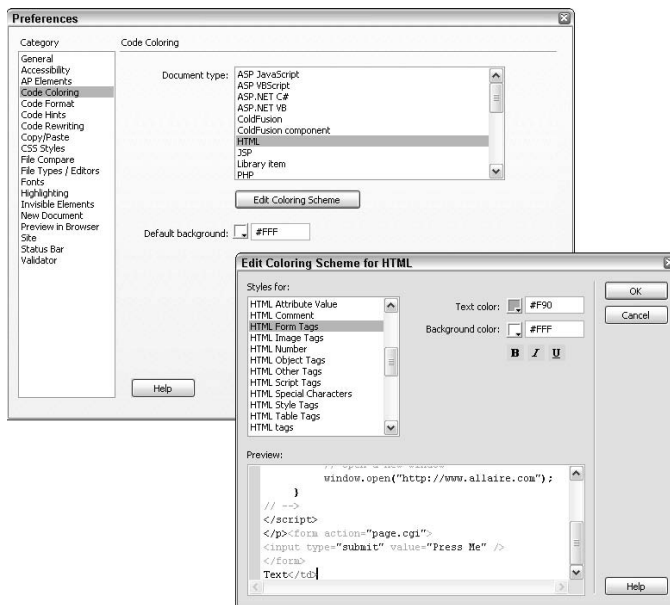 Preferences
Category
Code Coloring
General
Accessibility
AP Elements
Code Coloring
Code Format
Code Hints
Code Rewriting
Copy/Paste
CSS Styles
File Compare
File Types / Editors
Fonts
Highlighting
Invisible Elements
New Document
Preview in Browser
Site
Status Bar
Validator
Document type:
ASP JavaScript
ASP VBScript
ASP.NET C#
ASP.NET VB
ColdFusion
ColdFusion component
HTML
JSP
Library item
PHP
Edit Coloring Scheme
Default background:
#FFF
Help
Edit Coloring Scheme for HTML
Styles for:
HTML Attribute Value
HTML Comment
HTML Form Tags
HTML Image Tags
HTML Number
HTML Object Tags
HTML Other Tags
HTML Script Tags
HTML Special Characters
HTML Style Tags
HTML Table Tags
HTML tags
Text color:
#F90
Background color:
#FFF
B I U
OK
Cancel
Preview:
// open a new window
window.open("http://www.allaire.com");
}
// -->
</script>
</p><form action="page.cgi">
<input type="submit" value="Press Me" />
</form>
Text</td>
Help